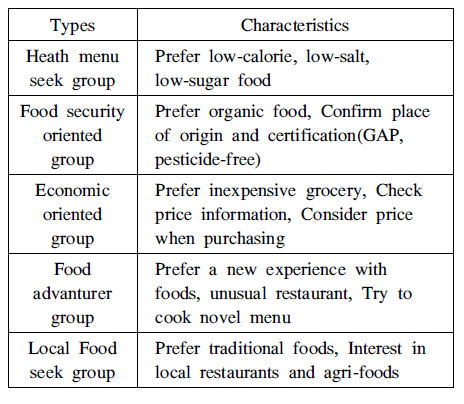 Types Characteristics
Heath menu seek group
Prefer low-calorie, low-salt,
low-sugar food
Food security oriented group
Prefer organic food, Confirm place
of origin and certification(GAP,
pesticide-free)
Economic oriented group
Prefer inexpensive grocery, Check
price information, Consider price
when purchasing
Food advanturer group
Prefer a new experience with
foods, unusual restaurant, Try to
cook novel menu
Local Food seek group
Prefer traditional foods, Interest in
local restaurants and agri-foods